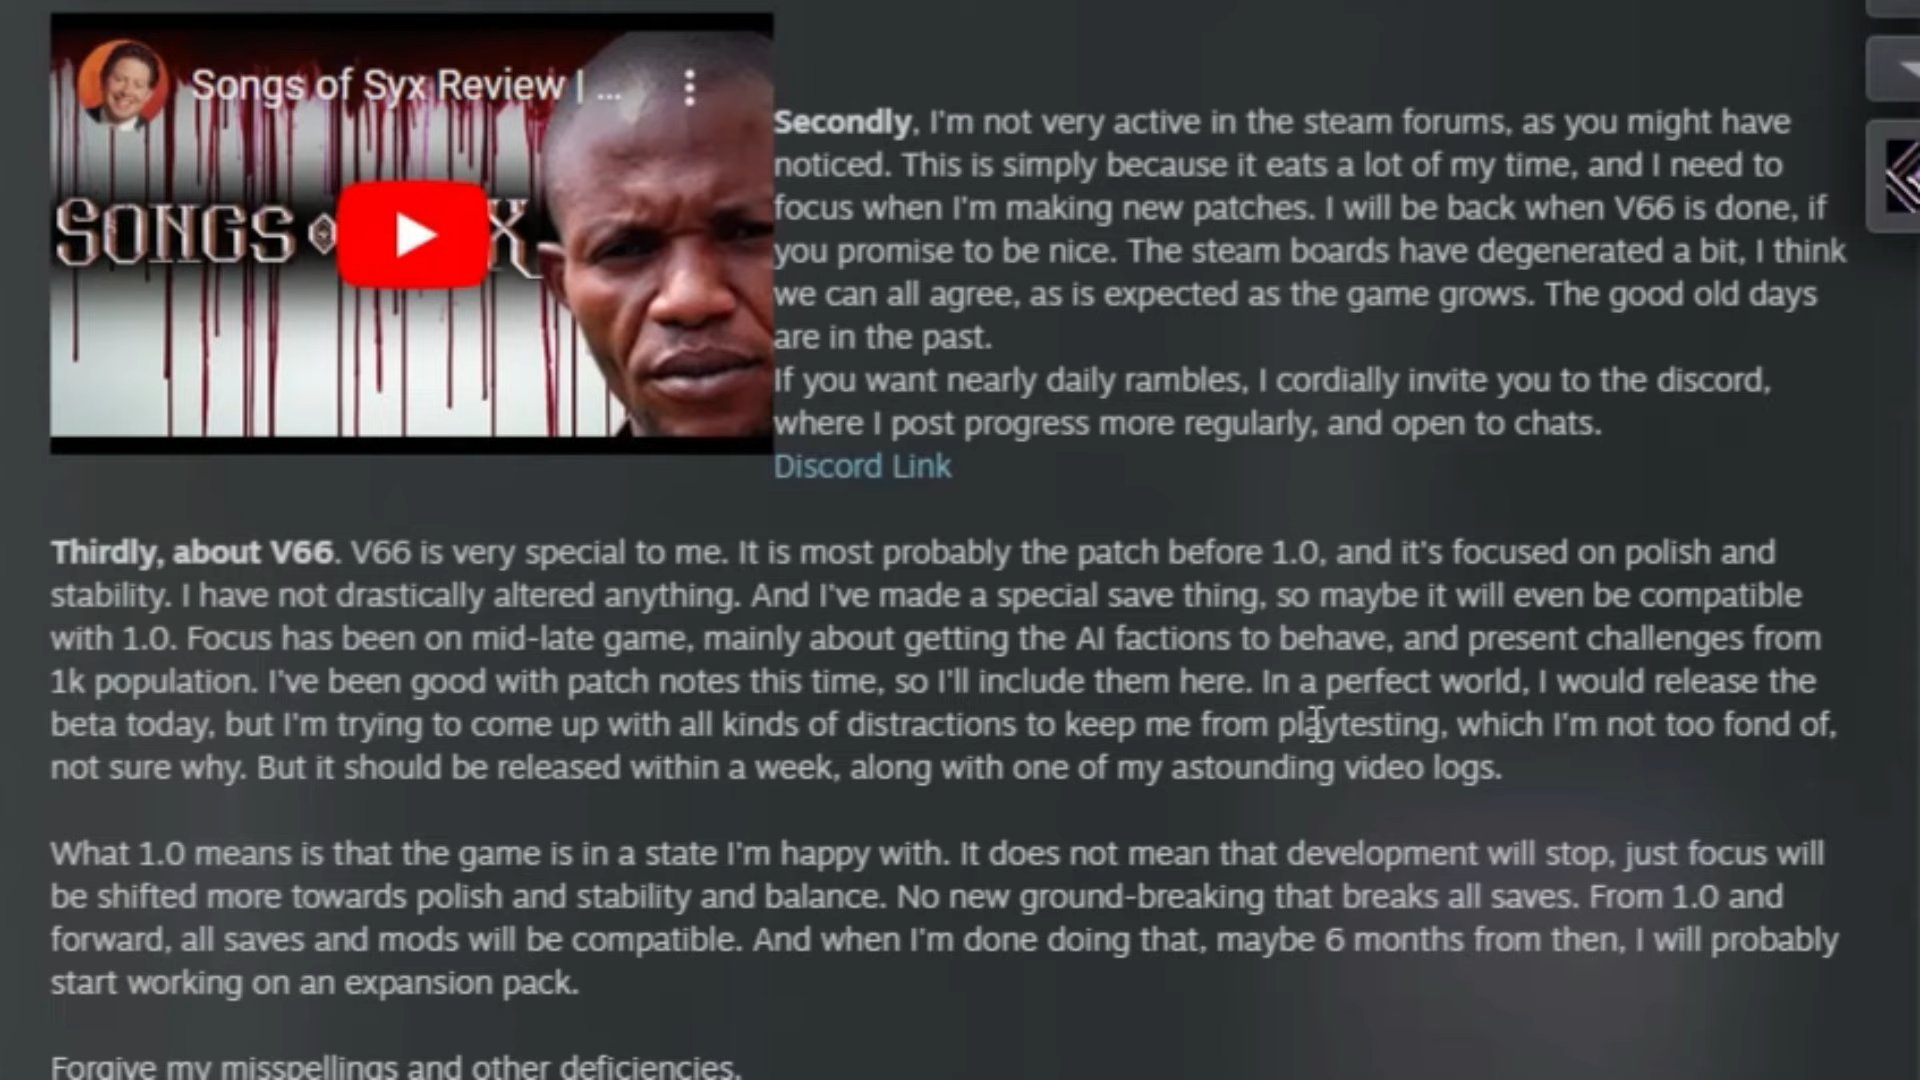 Songs of Syx Review | ...
SONGS
X
Secondly, I'm not very active in the steam forums, as you might have
noticed. This is simply because it eats a lot of my time, and I need to
focus when I'm making new patches. I will be back when V66 is done, if
you promise to be nice. The steam boards have degenerated a bit, I think
we can all agree, as is expected as the game grows. The good old days
are in the past.
If you want nearly daily rambles, I cordially invite you to the discord,
where I post progress more regularly, and open to chats.
Discord Link
Thirdly, about V66. V66 is very special to me. It is most probably the patch before 1.0, and it's focused on polish and
stability. I have not drastically altered anything. And I've made a special save thing, so maybe it will even be compatible
with 1.0. Focus has been on mid-late game, mainly about getting the AI factions to behave, and present challenges from
1k population. I've been good with patch notes this time, so I'll include them here. In a perfect world, I would release the
beta today, but I'm trying to come up with all kinds of distractions to keep me from playtesting, which I'm not too fond of,
not sure why. But it should be released within a week, along with one of my astounding video logs.
What 1.0 means is that the game is in a state I'm happy with. It does not mean that development will stop, just focus will
be shifted more towards polish and stability and balance. No new ground-breaking that breaks all saves. From 1.0 and
forward, all saves and mods will be compatible. And when I'm done doing that, maybe 6 months from then, I will probably
start working on an expansion pack.
Forgive my misspellings and other deficiencies.